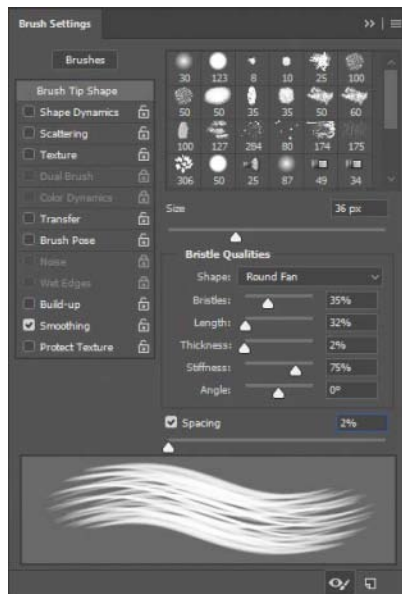 Brush Settings
Brushes
Brush Tip Shape
Shape Dynamics
Scattering
Texture
Dual Brush
Color Dynamics
Transfer
Brush Pose
Noise
Wet Edges
Build-up
Smoothing
Protect Texture
30 123 8 10 25 100
50 50 35 35 50 60
100 127 284 80 174 175
306 50 25 87 49 34
Size 36 px
Bristle Qualities
Shape: Round Fan
Bristles: 35%
Length: 32%
Thickness: 2%
Stiffness: 75%
Angle: 0°
Spacing 2%